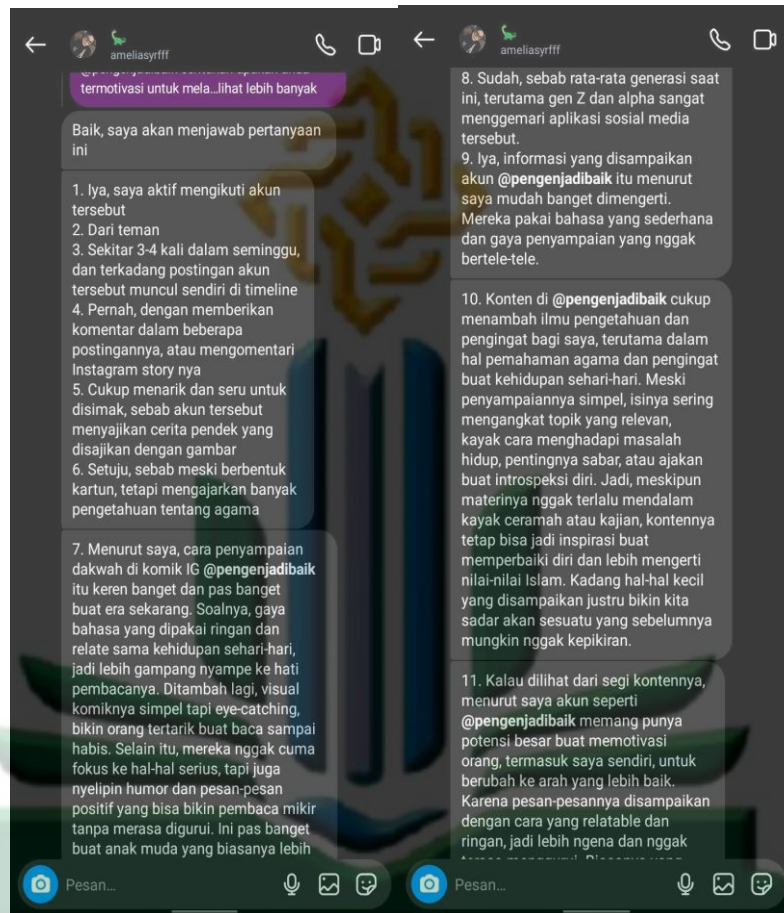 ameliasyrfff
termotivasi untuk mela...lihat lebih banyak
Baik, saya akan menjawab pertanyaan
ini
1. Iya, saya aktif mengikuti akun
tersebut
2. Dari teman
3. Sekitar 3-4 kali dalam seminggu,
dan terkadang postingan akun
tersebut muncul sendiri di timeline
4. Pernah, dengan memberikan
komentar dalam beberapa
postingannya, atau mengomentari
Instagram story nya
5. Cukup menarik dan seru untuk
disimak, sebab akun tersebut
menyajikan cerita pendek yang
disajikan dengan gambar
6. Setuju, sebab meski berbentuk
kartun, tetapi mengajarkan banyak
pengetahuan tentang agama
7. Menurut saya, cara penyampaian
dakwah di komik IG @pengenjadibaik
itu keren banget dan pas banget
buat era sekarang. Soalnya, gaya
bahasa yang dipakai ringan dan
relate sama kehidupan sehari-hari,
jadi lebih gampang nyampe ke hati
pembacanya. Ditambah lagi, visual
komiknya simpel tapi eye-catching,
bikin orang tertarik buat baca sampai
habis. Selain itu, mereka nggak cuma
fokus ke hal-hal serius, tapi juga
nyelipin humor dan pesan-pesan
positif yang bisa bikin pembaca mikir
tanpa merasa digurui. Ini pas banget
buat anak muda yang biasanya lebih
Pesan...
ameliasyrfff
8. Sudah, sebab rata-rata generasi saat
ini, terutama gen Z dan alpha sangat
menggemari aplikasi sosial media
tersebut.
9. Iya, informasi yang disampaikan
akun @pengenjadibaik itu menurut
saya mudah banget dimengerti.
Mereka pakai bahasa yang sederhana
dan gaya penyampaian yang nggak
bertele-tele.
10. Konten di @pengenjadibaik cukup
menambah ilmu pengetahuan dan
pengingat bagi saya, terutama dalam
hal pemahaman agama dan pengingat
buat kehidupan sehari-hari. Meski
penyampaiannya simpel, isinya sering
mengangkat topik yang relevan,
kayak cara menghadapi masalah
hidup, pentingnya sabar, atau ajakan
buat introspeksi diri. Jadi, meskipun
materinya nggak terlalu mendalam
kayak ceramah atau kajian, kontennya
tetap bisa jadi inspirasi buat
memperbaiki diri dan lebih mengerti
nilai-nilai Islam. Kadang hal-hal kecil
yang disampaikan justru bikin kita
sadar akan sesuatu yang sebelumnya
mungkin nggak kepikiran.
11. Kalau dilihat dari segi kontennya,
menurut saya akun seperti
@pengenjadibaik memang punya
potensi besar buat memotivasi
orang, termasuk saya sendiri, untuk
berubah ke arah yang lebih baik.
Karena pesan-pesannya disampaikan
dengan cara yang relatable dan
ringan, jadi lebih ngena dan nggak
Pesan...